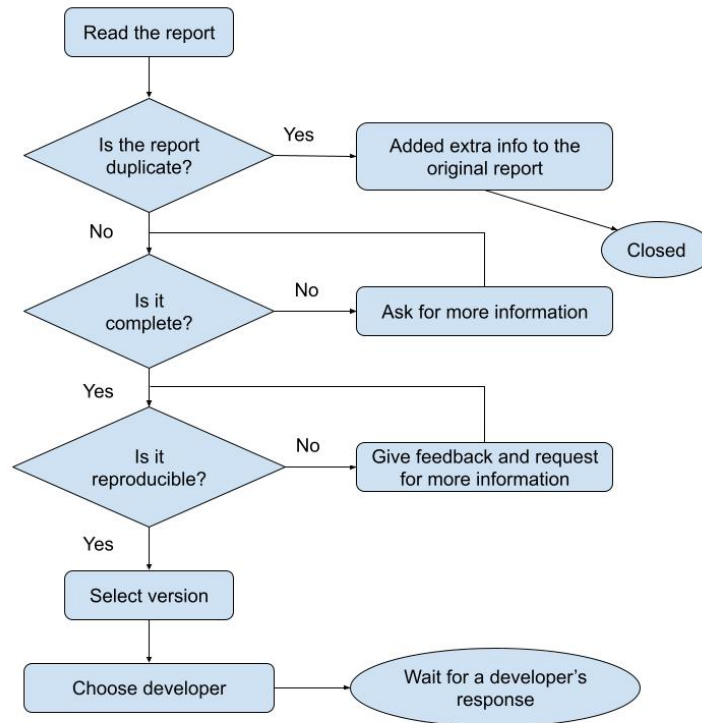 Read the report
Is the report
duplicate?
Yes
Added extra info to the
original report
No
Closed
Is it
complete?
No
Ask for more information
Yes
Is it
reproducible?
No
Give feedback and request
for more information
Yes
Select version
Choose developer
Wait for a developer's
response